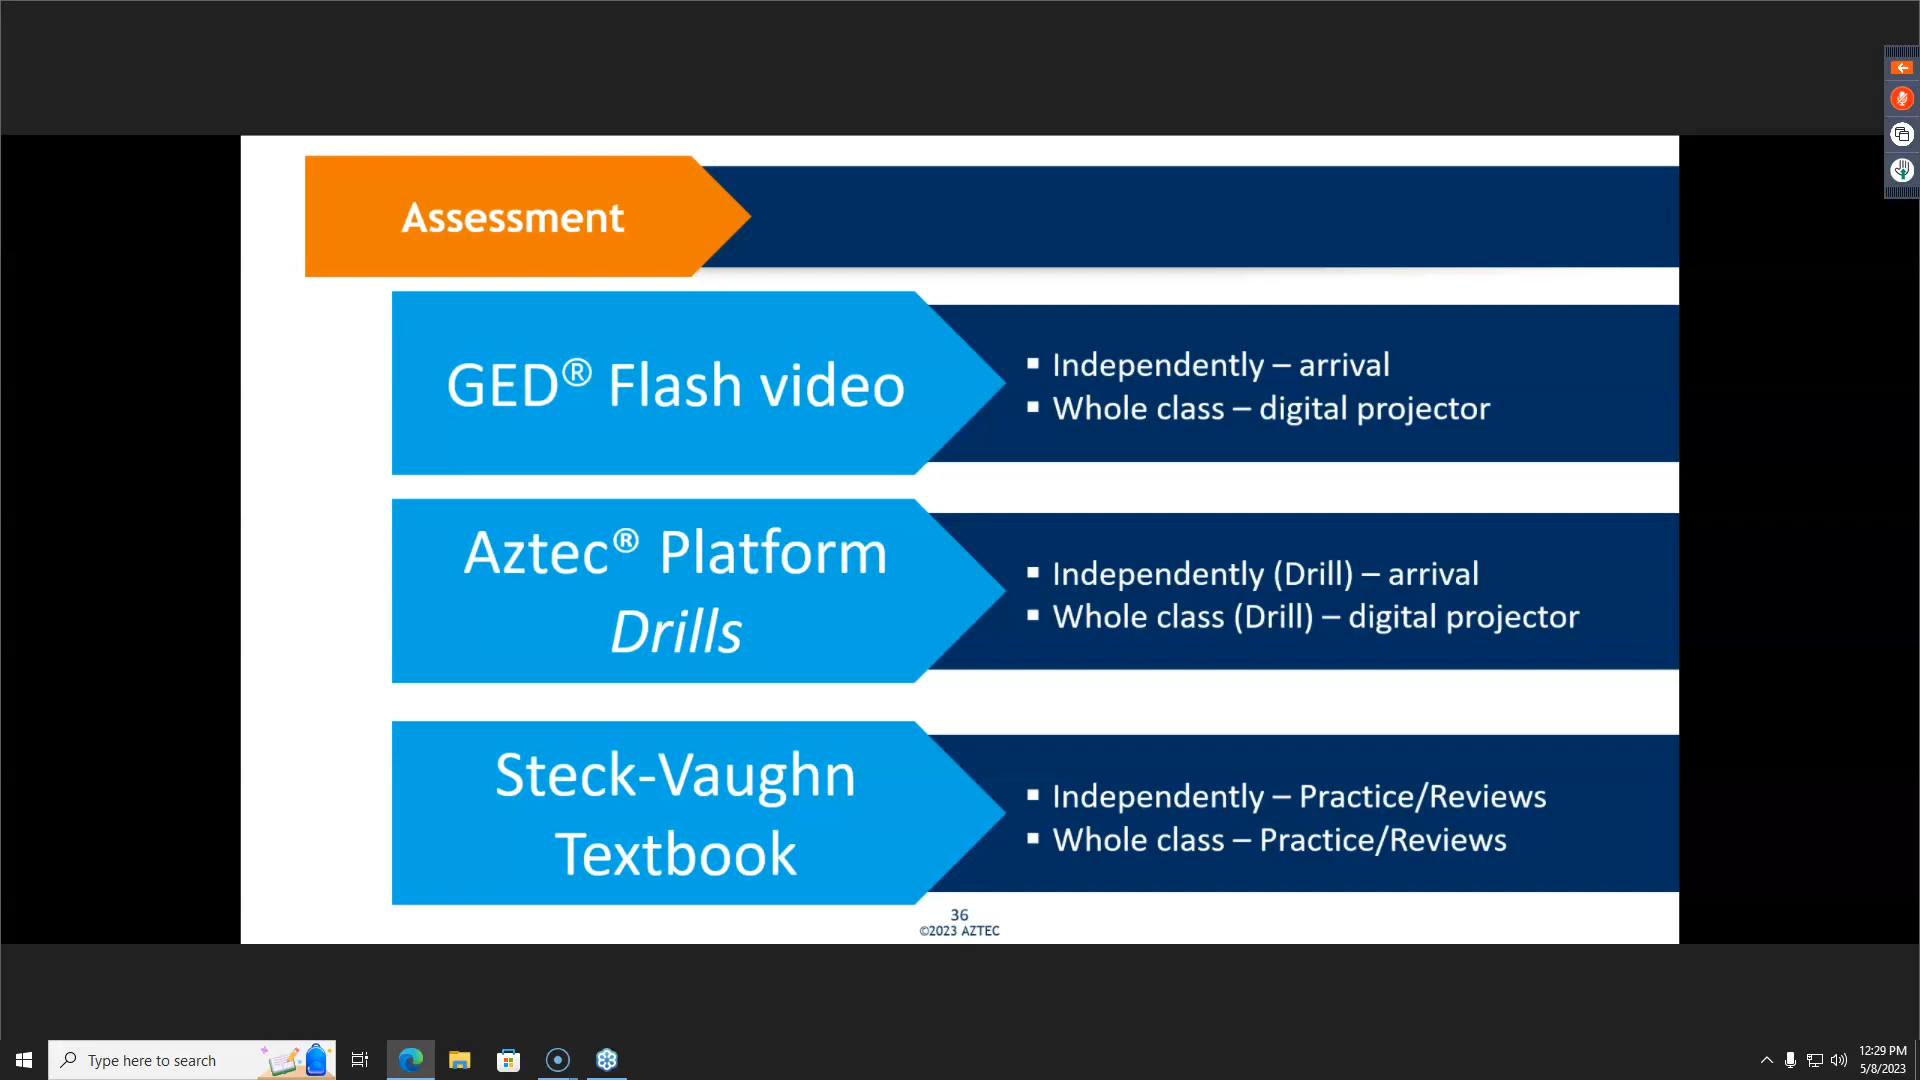 Assessment
GED® Flash video
▪ Independently – arrival
▪ Whole class – digital projector
Aztec® Platform
Drills
▪ Independently (Drill) – arrival
▪ Whole class (Drill) – digital projector
Steck-Vaughn
Textbook
▪ Independently – Practice/Reviews
▪ Whole class – Practice/Reviews
36
©2023 AZTEC
Type here to search
12:29 PM
5/8/2023